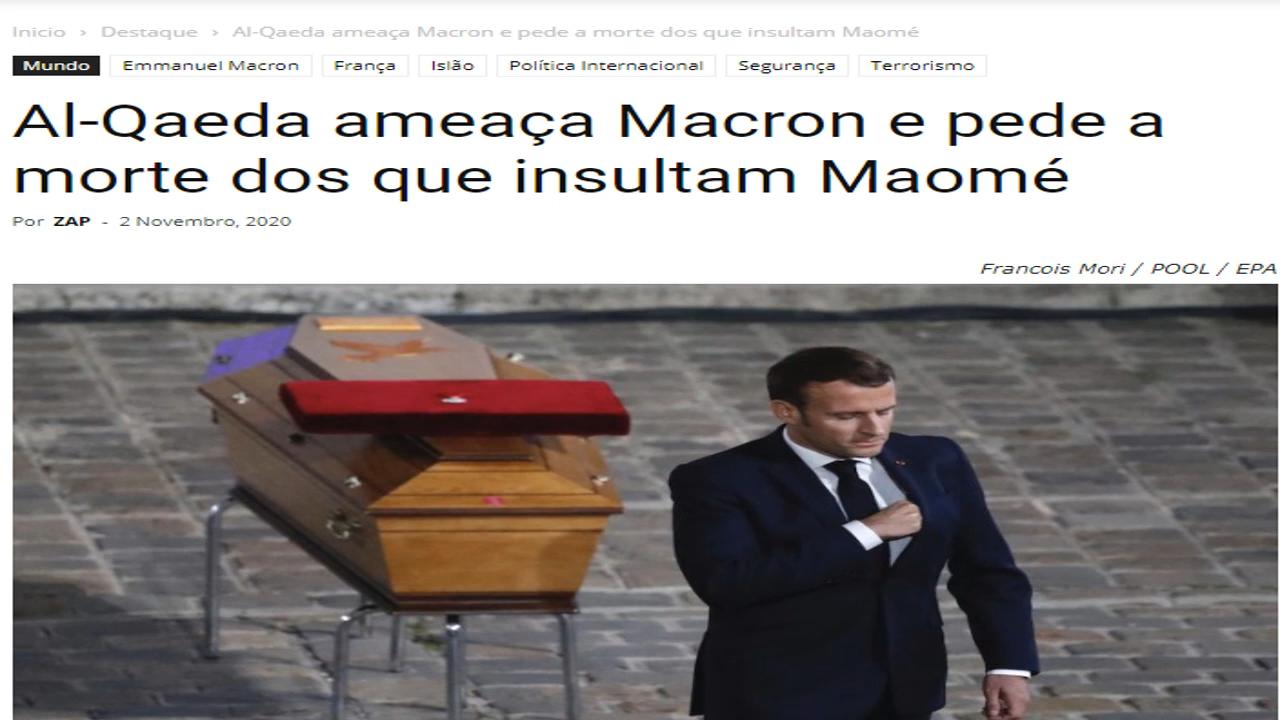 Inicio › Destaque › Al-Qaeda ameaça Macron e pede a morte dos que insultam Maomé
Mundo Emmanuel Macron França Islão Política Internacional Segurança Terrorismo
Al-Qaeda ameaça Macron e pede a
morte dos que insultam Maomé
Por ZAP - 2 Novembro, 2020
Francois Mori / POOL / EPA